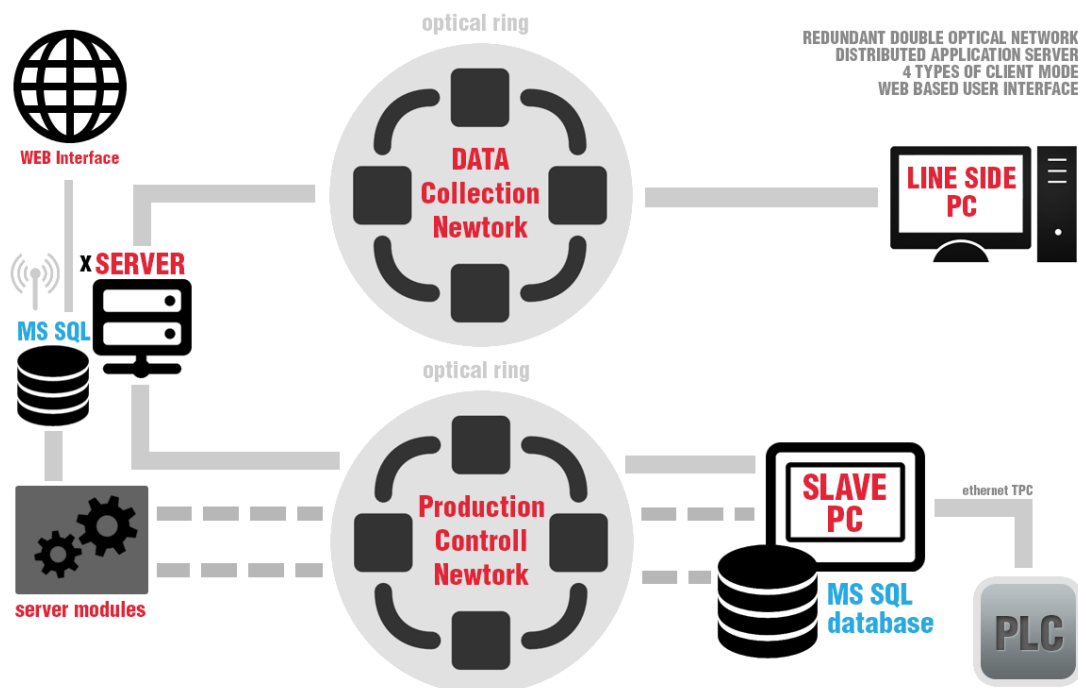 optical ring
REDUNDANT DOUBLE OPTICAL NETWORK
DISTRIBUTED APPLICATION SERVER
4 TYPES OF CLIENT MODE
WEB BASED USER INTERFACE
WEB Interface
DATA
Collection
Newtork
LINE SIDE
PC
x SERVER
MS SQL
optical ring
Production
Controll
Newtork
SLAVE
PC
ethernet TPC
server modules
MS SQL
database
PLC